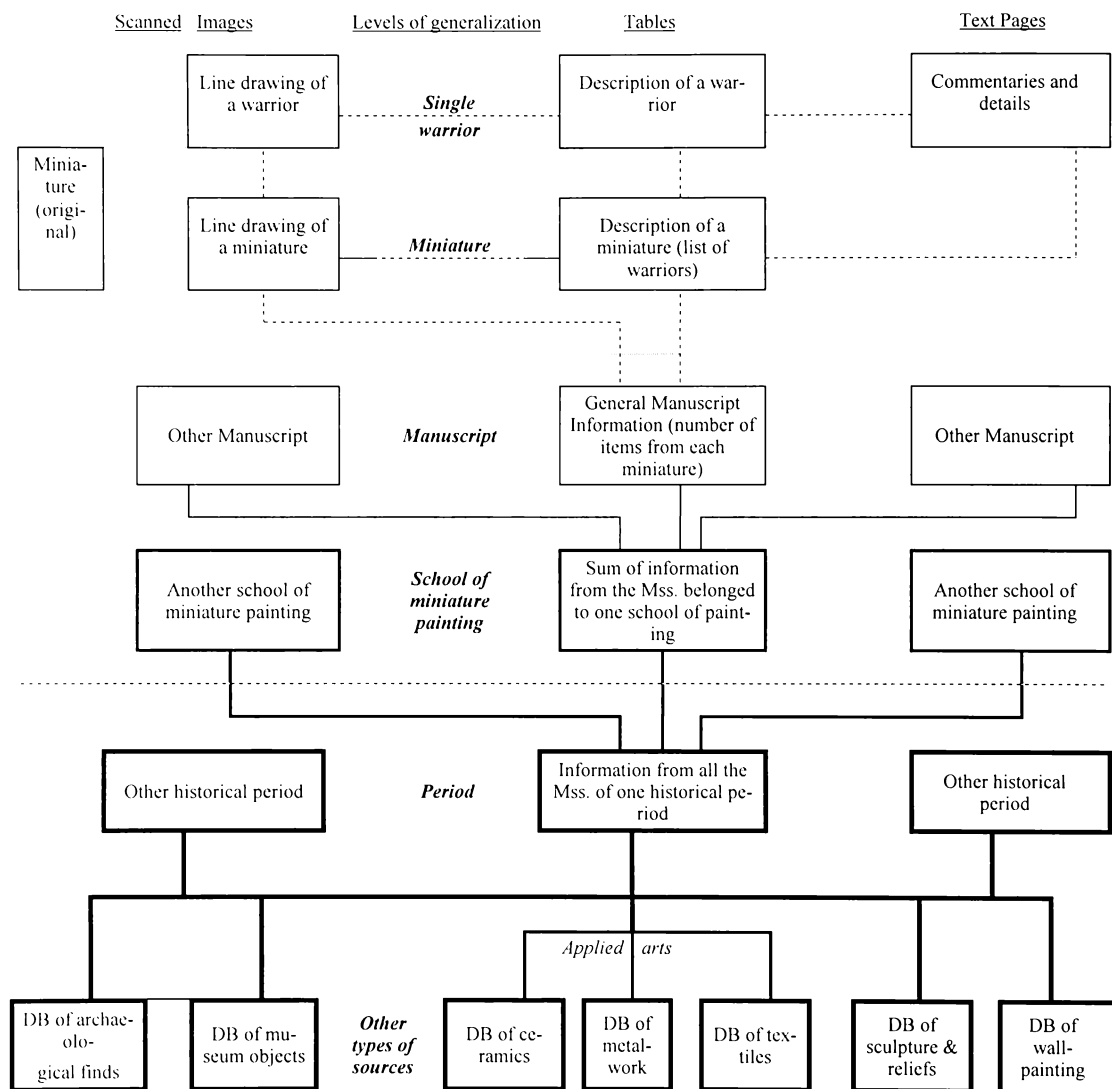 Scanned Images Levels of generalization Tables Text Pages
Line drawing of
a warrior
Single
warrior
Description of a war-
rior
Commentaries and
details
Minia-
ture
(origi-
nal)
Line drawing of
a miniature
Miniature
Description of a
miniature (list of
warriors)
Other Manuscript
Manuscript
General Manuscript
Information (number of
items from each
miniature)
Other Manuscript
Another school of
miniature painting
School of
miniature
painting
Sum of information
from the Mss. belonged
to one school of paint-
ing
Another school of
miniature painting
Other historical period
Period
Information from all the
Mss. of one historical pe-
riod
Other historical
period
Applied arts
DB of archae-
olo-
gical finds
DB of mu-
seum objects
Other
types of
sources
DB of ce-
ramics
DB of
metal-
work
DB of tex-
tiles
DB of
sculpture &
reliefs
DB of
wall-
painting